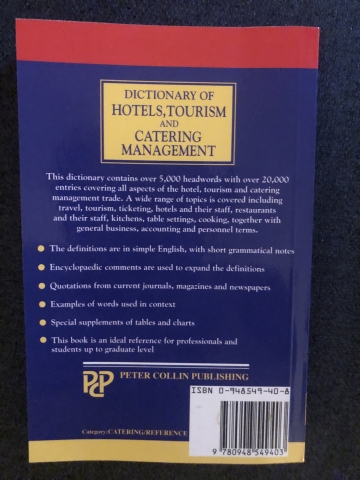 DICTIONARY OF
HOTELS, TOURISM
AND
CATERING
MANAGEMENT
This dictionary contains over 5,000 headwords with over 20,000
entries covering all aspects of the hotel, tourism and catering
management trade. A wide range of topics is covered including
travel, tourism, ticketing, hotels and their staff, restaurants
and their staff, kitchens, table settings, cooking, together with
general business, accounting and personnel terms.
The definitions are in simple English, with short grammatical notes
Encyclopaedic comments are used to expand the definitions
Quotations from current journals, magazines and newspapers
Examples of words used in context
Special supplements of tables and charts
This book is an ideal reference for professionals and
students up to graduate level
PCP PETER COLLIN PUBLISHING
ISBN 0-948549-40-8
Category: CATERING/REFERENCE
9 780948 549403